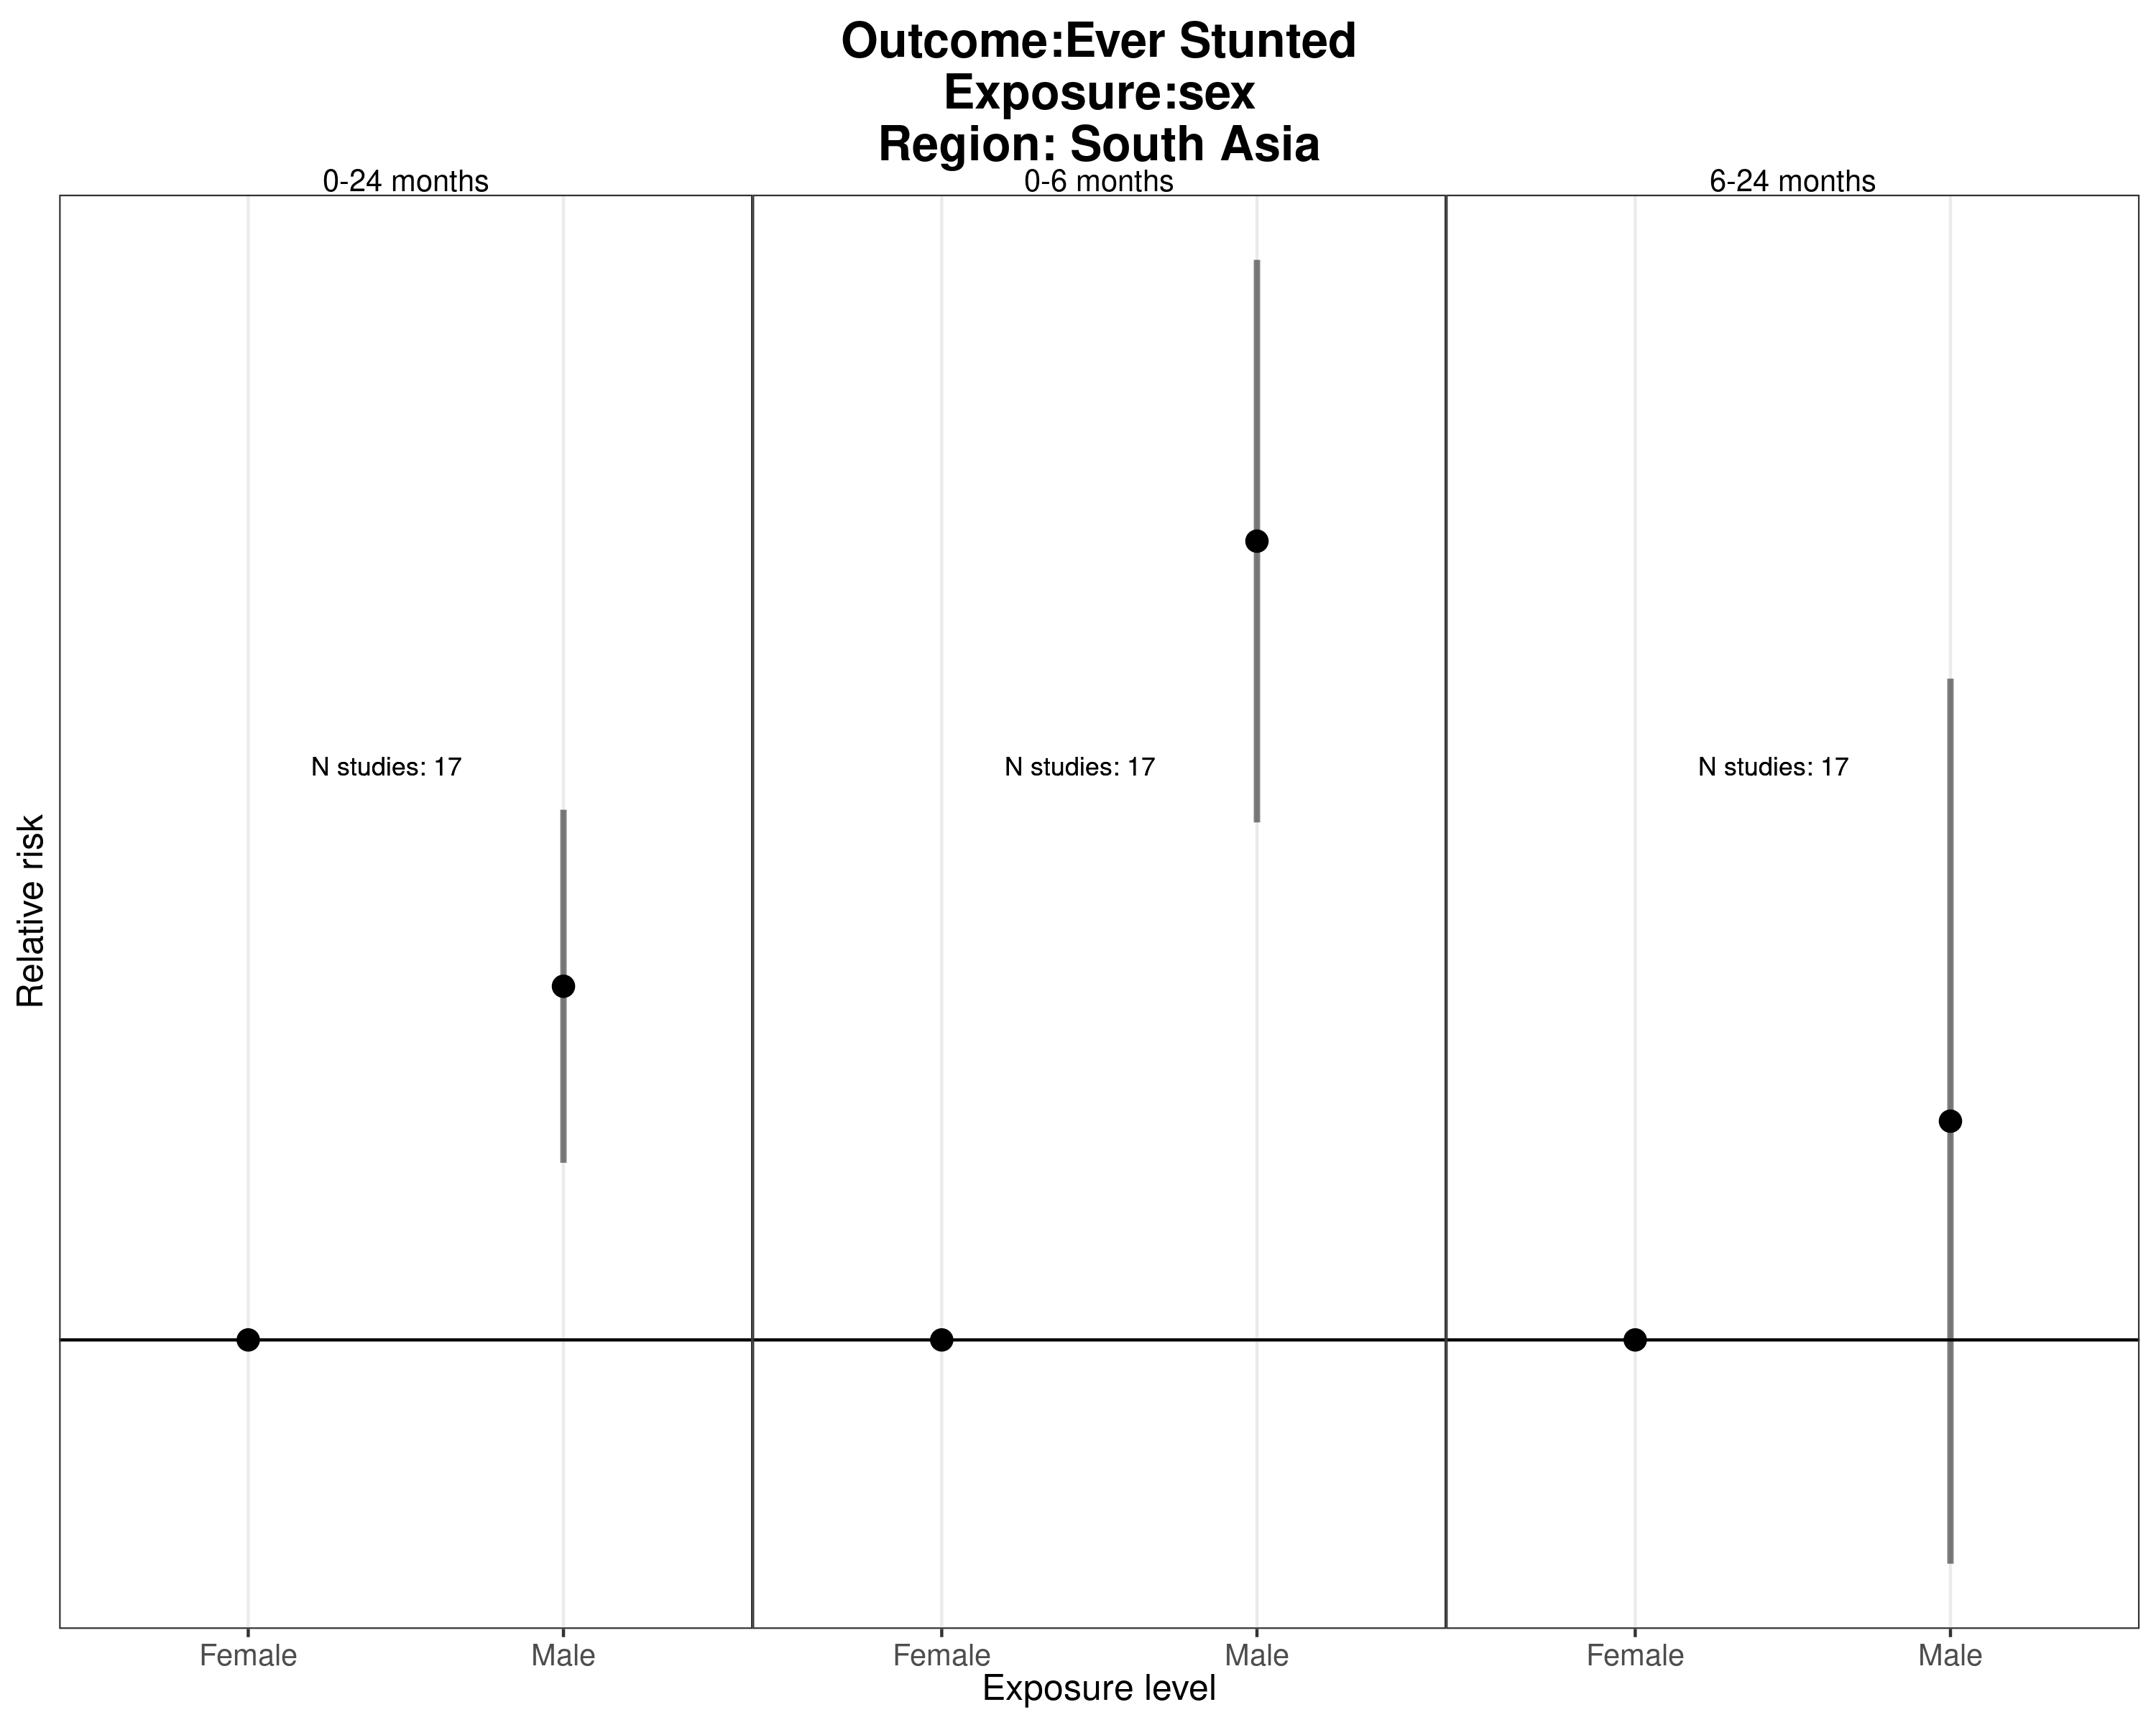 Outcome:Ever Stunted
Exposure:sex
Region: South Asia
0-24 months
0-6 months
6-24 months
N studies: 17
N studies: 17
N studies: 17
Relative risk
Female
Male
Female
Male
Female
Male
Exposure level